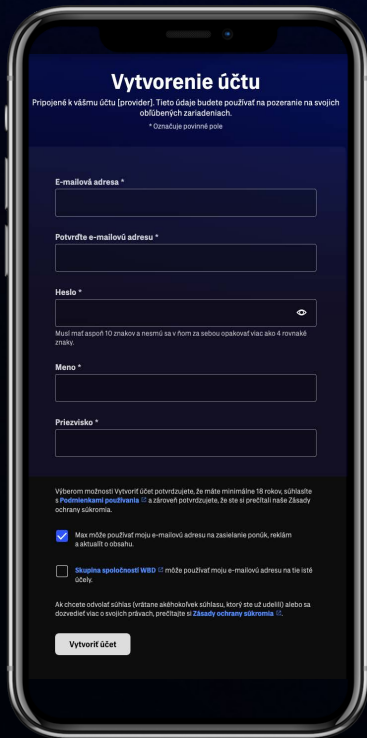 Vytvorenie účtu
Pripojené k vášmu účtu [provider]. Tieto údaje budete používať na pozeranie na svojich
obľúbených zariadeniach.
* Označuje povinné pole
E-mailová adresa *
Potvrďte e-mailovú adresu *
Heslo *
Musí mať aspoň 10 znakov a nesmú sa v ňom za sebou opakovať viac ako 4 rovnaké
znaky.
Meno *
Priezvisko *
Výberom možnosti Vytvoriť účet potvrdzujete, že máte minimálne 18 rokov, súhlasíte
s Podmienkami používania a zároveň potvrdzujete, že ste si prečítali naše Zásady
ochrany súkromia.
Max môže používať moju e-mailovú adresu na zasielanie ponúk, reklám
a aktualít o obsahu.
Skupina spoločností WBD môže používať moju e-mailovú adresu na tie isté
účely.
Ak chcete odvolať súhlas (vrátane akéhokoľvek súhlasu, ktorý ste už udelili) alebo sa
dozvedieť viac o svojich právach, prečítajte si Zásady ochrany súkromia.
Vytvoriť účet